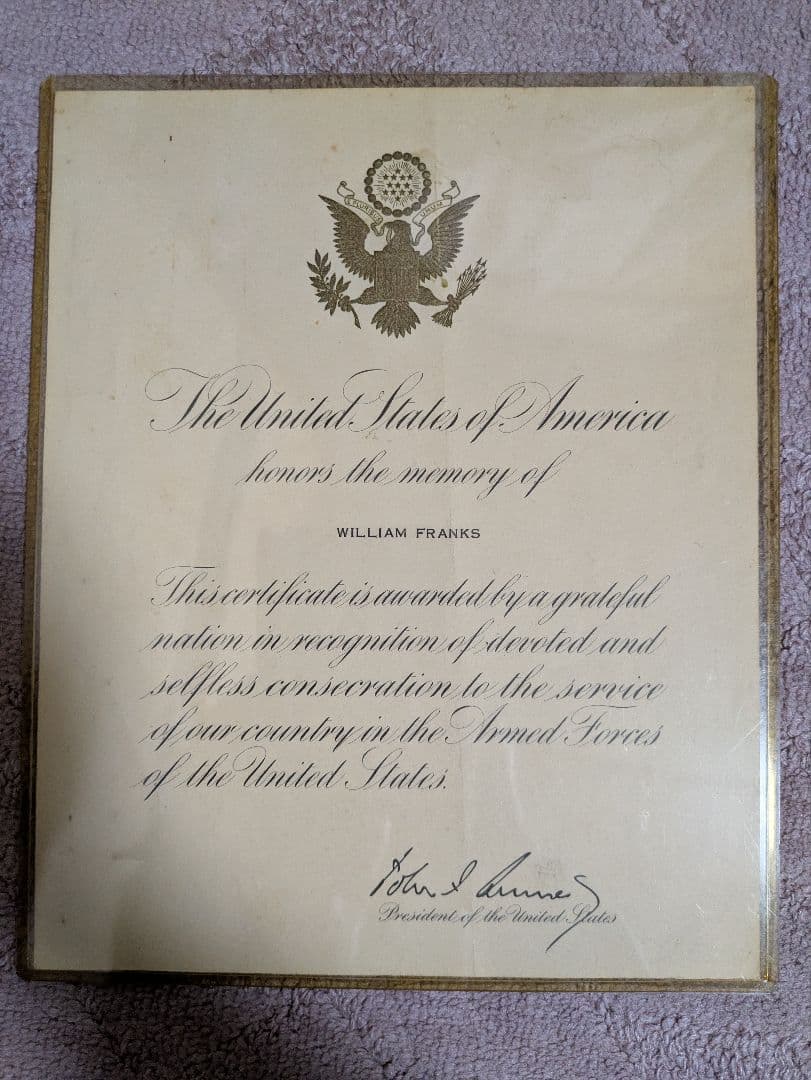 E PLURIBUS UNUM
The United States of America
honors the memory of
WILLIAM FRANKS
This certificate is awarded by a grateful
nation in recognition of devoted and
selfless consecration to the service
of our country in the Armed Forces
of the United States.
President of the United States